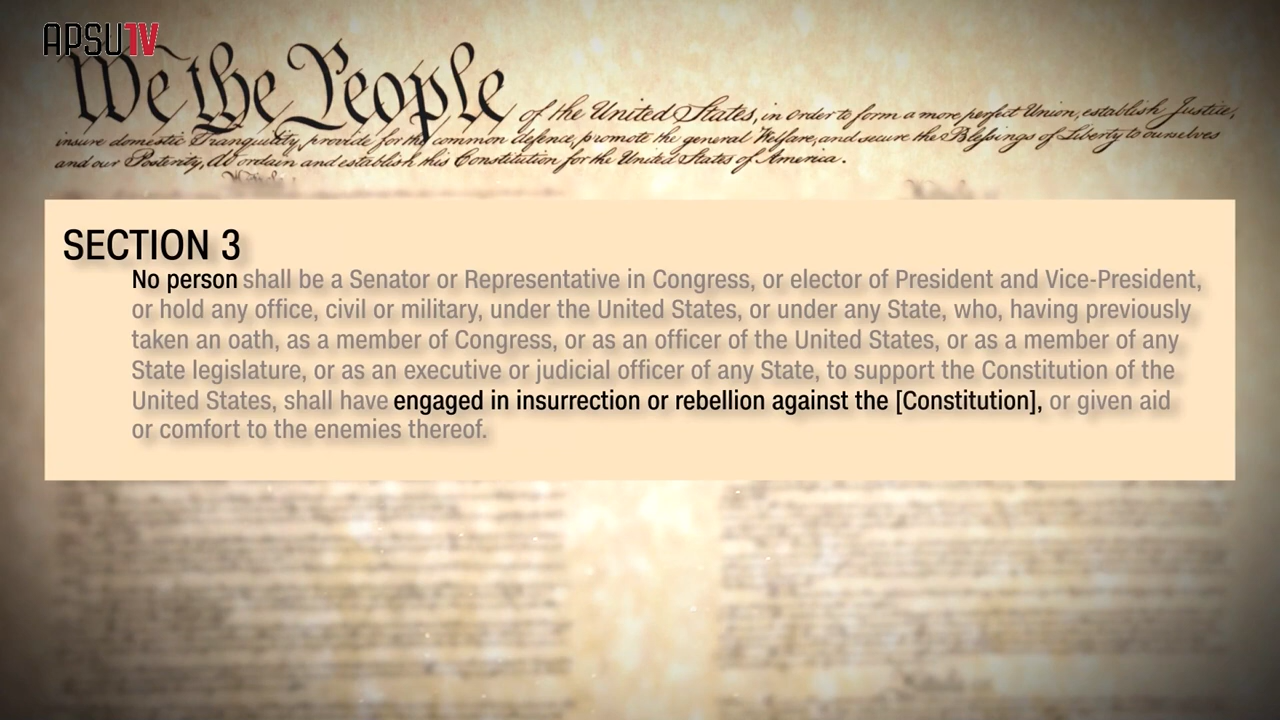 APSUTV
We the People of the United States, in Order to form a more perfect Union, establish Justice,
insure domestic Tranquility, provide for the common defence, promote the general Welfare, and secure the Blessings of Liberty to ourselves
and our Posterity, do ordain and establish this Constitution for the United States of America.
SECTION 3
No person shall be a Senator or Representative in Congress, or elector of President and Vice-President,
or hold any office, civil or military, under the United States, or under any State, who, having previously
taken an oath, as a member of Congress, or as an officer of the United States, or as a member of any
State legislature, or as an executive or judicial officer of any State, to support the Constitution of the
United States, shall have engaged in insurrection or rebellion against the [Constitution], or given aid
or comfort to the enemies thereof.